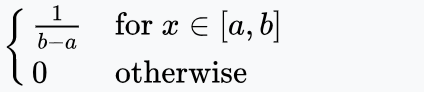 { 1/(b−a) for x ∈ [a, b]
0 otherwise